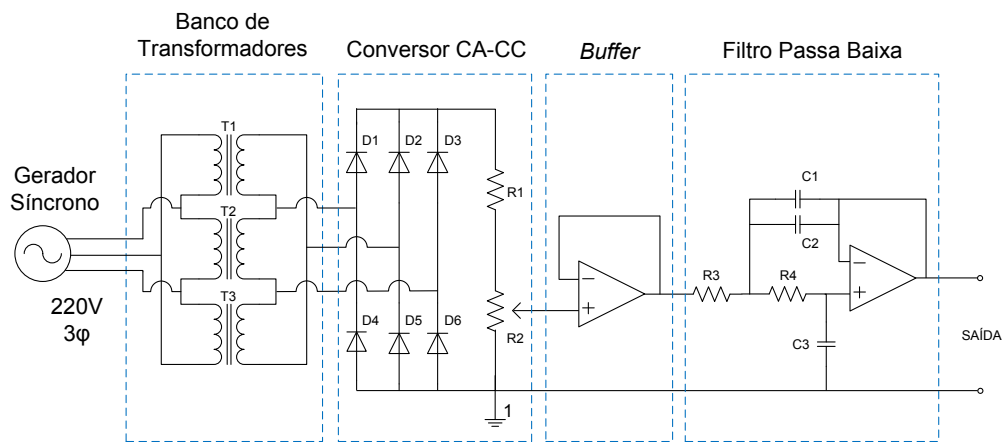 Banco de
Transformadores
Conversor CA-CC
Buffer
Filtro Passa Baixa
Gerador
Síncrono
220V
3φ
T1
T2
T3
D1
D2
D3
D4
D5
D6
R1
R2
1
R3
R4
C1
C2
C3
SAÍDA